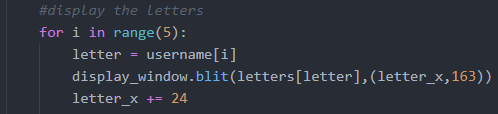 #display the letters
for i in range(5):
letter = username[i]
display_window.blit(letters[letter],(letter_x,163))
letter_x += 24